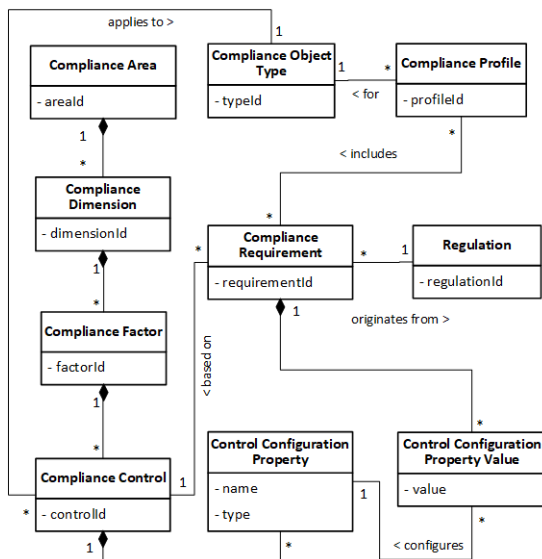 applies to >
1
Compliance Area
- areaId
Compliance Object
Type
- typeId
1
*
Compliance Profile
- profileId
< for
1
*
*
< includes
Compliance
Dimension
- dimensionId
*
Compliance
Requirement
- requirementId
*
*
1
Regulation
- regulationId
1
*
1
originates from >
Compliance Factor
- factorId
< based on
1
*
*
Control Configuration
Property
- name
- type
Control Configuration
Property Value
- value
Compliance Control
- controlId
1
*
1
*
1
*
< configures